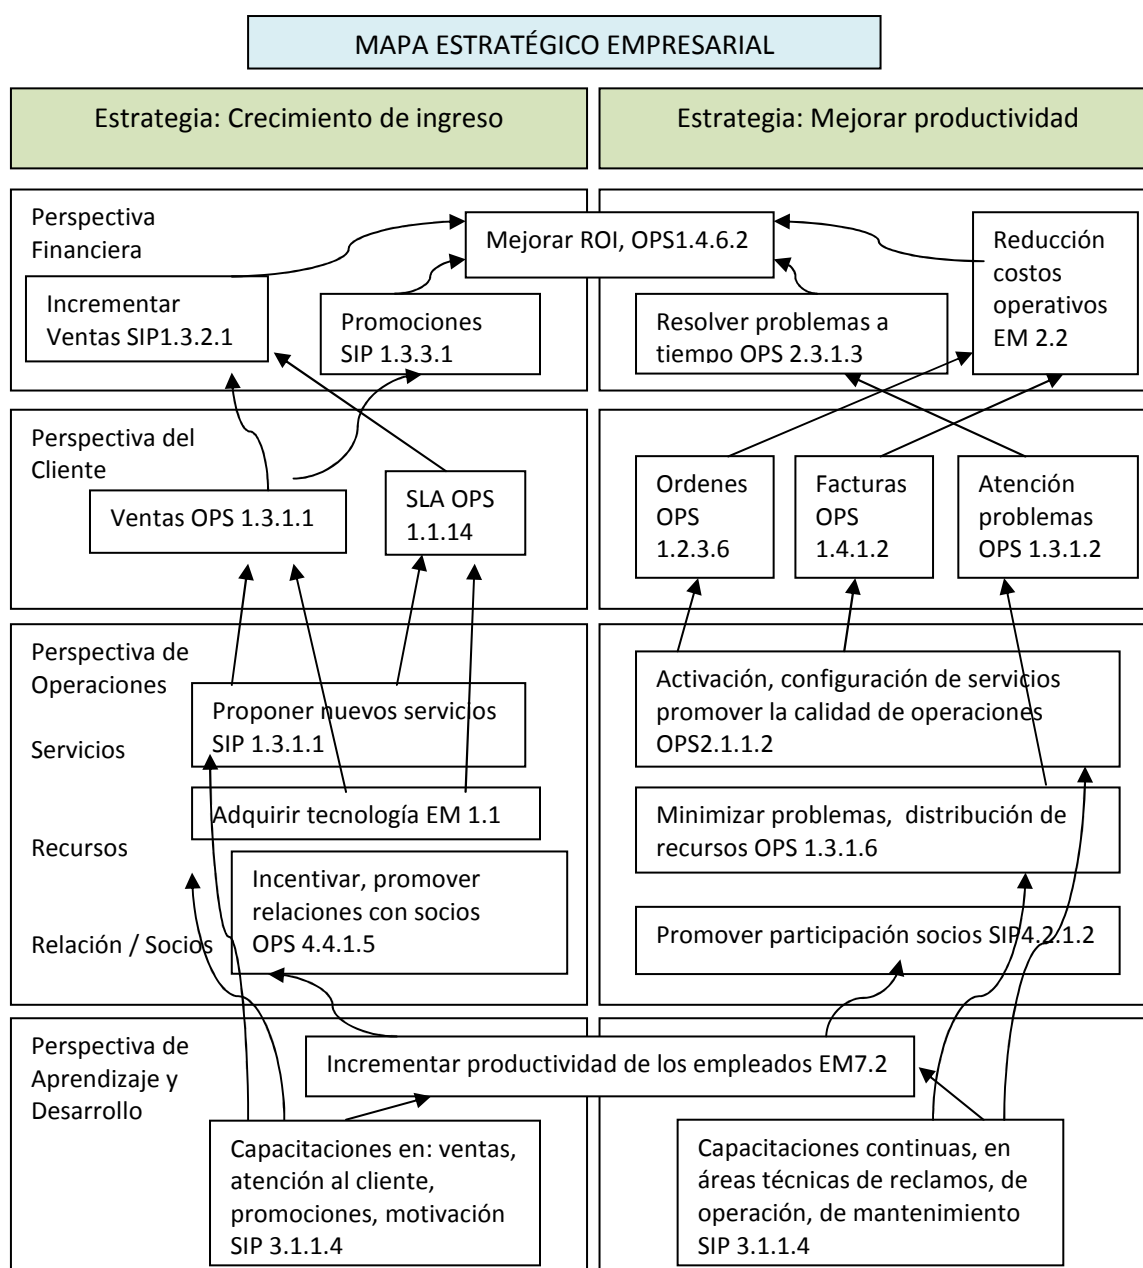 MAPA ESTRATÉGICO EMPRESARIAL
Estrategia: Crecimiento de ingreso
Estrategia: Mejorar productividad
Perspectiva
Financiera
Mejorar ROI, OPS1.4.6.2
Incrementar
Ventas SIP1.3.2.1
Promociones
SIP 1.3.3.1
Resolver problemas a
tiempo OPS 2.3.1.3
Reducción
costos
operativos
EM 2.2
Perspectiva del
Cliente
Ventas OPS 1.3.1.1
SLA OPS
1.1.14
Ordenes
OPS
1.2.3.6
Facturas
OPS
1.4.1.2
Atención
problemas
OPS 1.3.1.2
Perspectiva de
Operaciones
Servicios
Recursos
Relación / Socios
Proponer nuevos servicios
SIP 1.3.1.1
Adquirir tecnología EM 1.1
Incentivar, promover
relaciones con socios
OPS 4.4.1.5
Activación, configuración de servicios
promover la calidad de operaciones
OPS2.1.1.2
Minimizar problemas, distribución de
recursos OPS 1.3.1.6
Promover participación socios SIP4.2.1.2
Perspectiva de
Aprendizaje y
Desarrollo
Incrementar productividad de los empleados EM7.2
Capacitaciones en: ventas,
atención al cliente,
promociones, motivación
SIP 3.1.1.4
Capacitaciones continuas, en
áreas técnicas de reclamos, de
operación, de mantenimiento
SIP 3.1.1.4